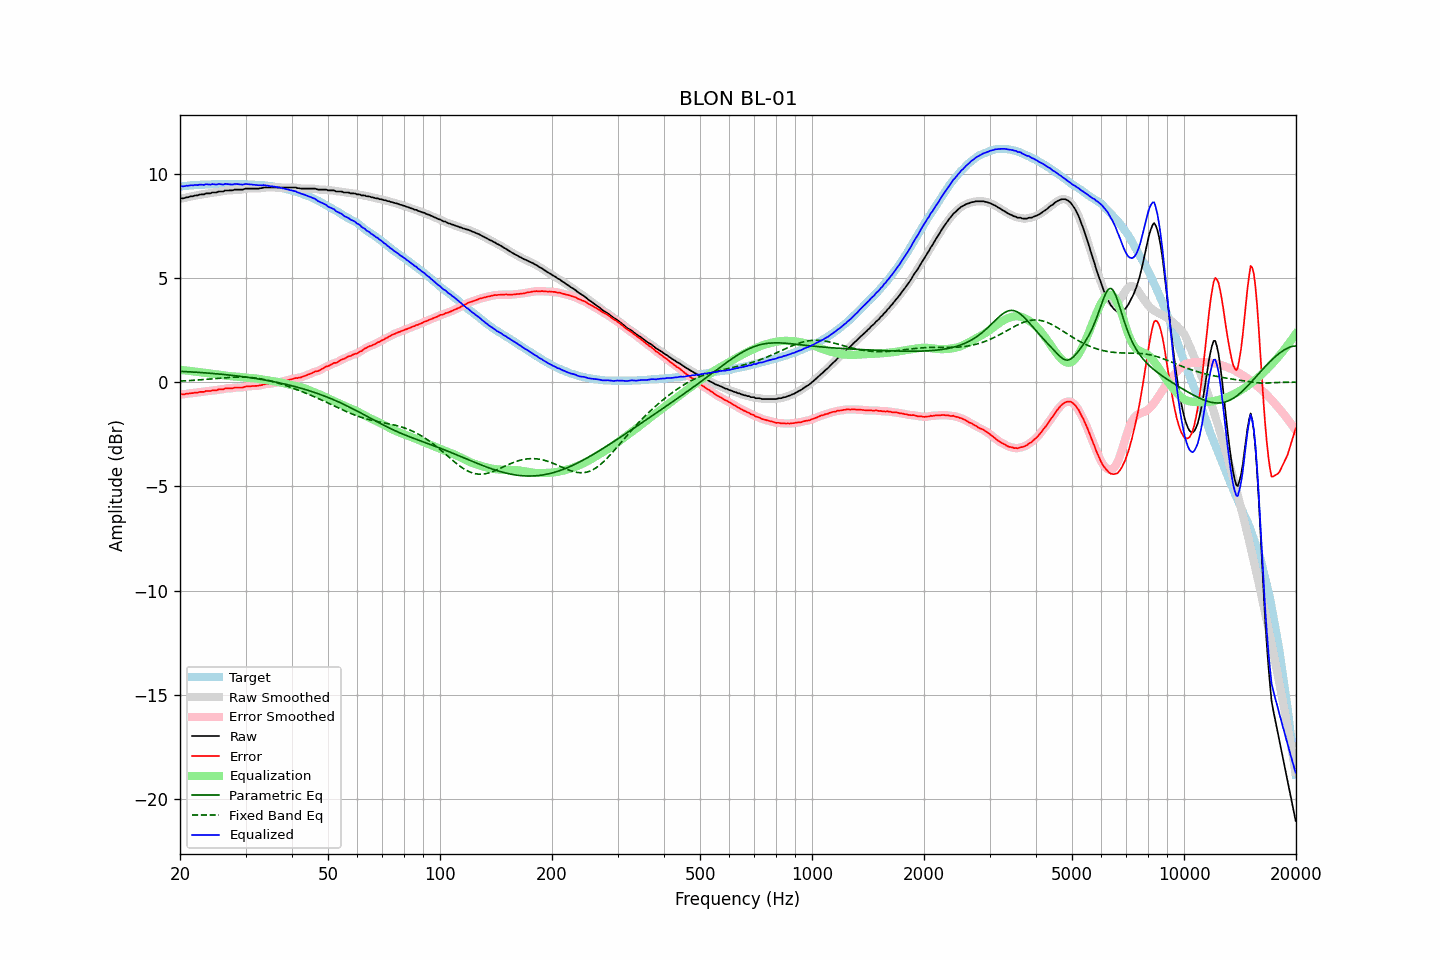 BLON BL-01
Amplitude (dBr)
10
5
0
−5
−10
−15
−20
Target
Raw Smoothed
Error Smoothed
Raw
Error
Equalization
Parametric Eq
Fixed Band Eq
Equalized
20 50 100 200 500 1000 2000 5000 10000 20000
Frequency (Hz)